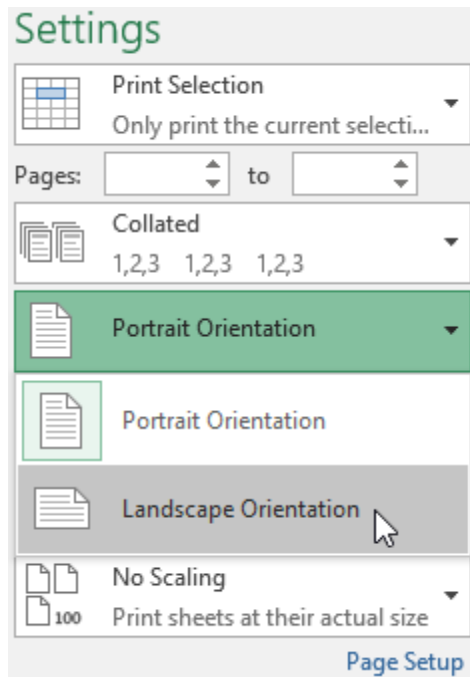 Settings
Print Selection
Only print the current selecti...
Pages: to
Collated
1,2,3 1,2,3 1,2,3
Portrait Orientation
Portrait Orientation
Landscape Orientation
No Scaling
100 Print sheets at their actual size
Page Setup